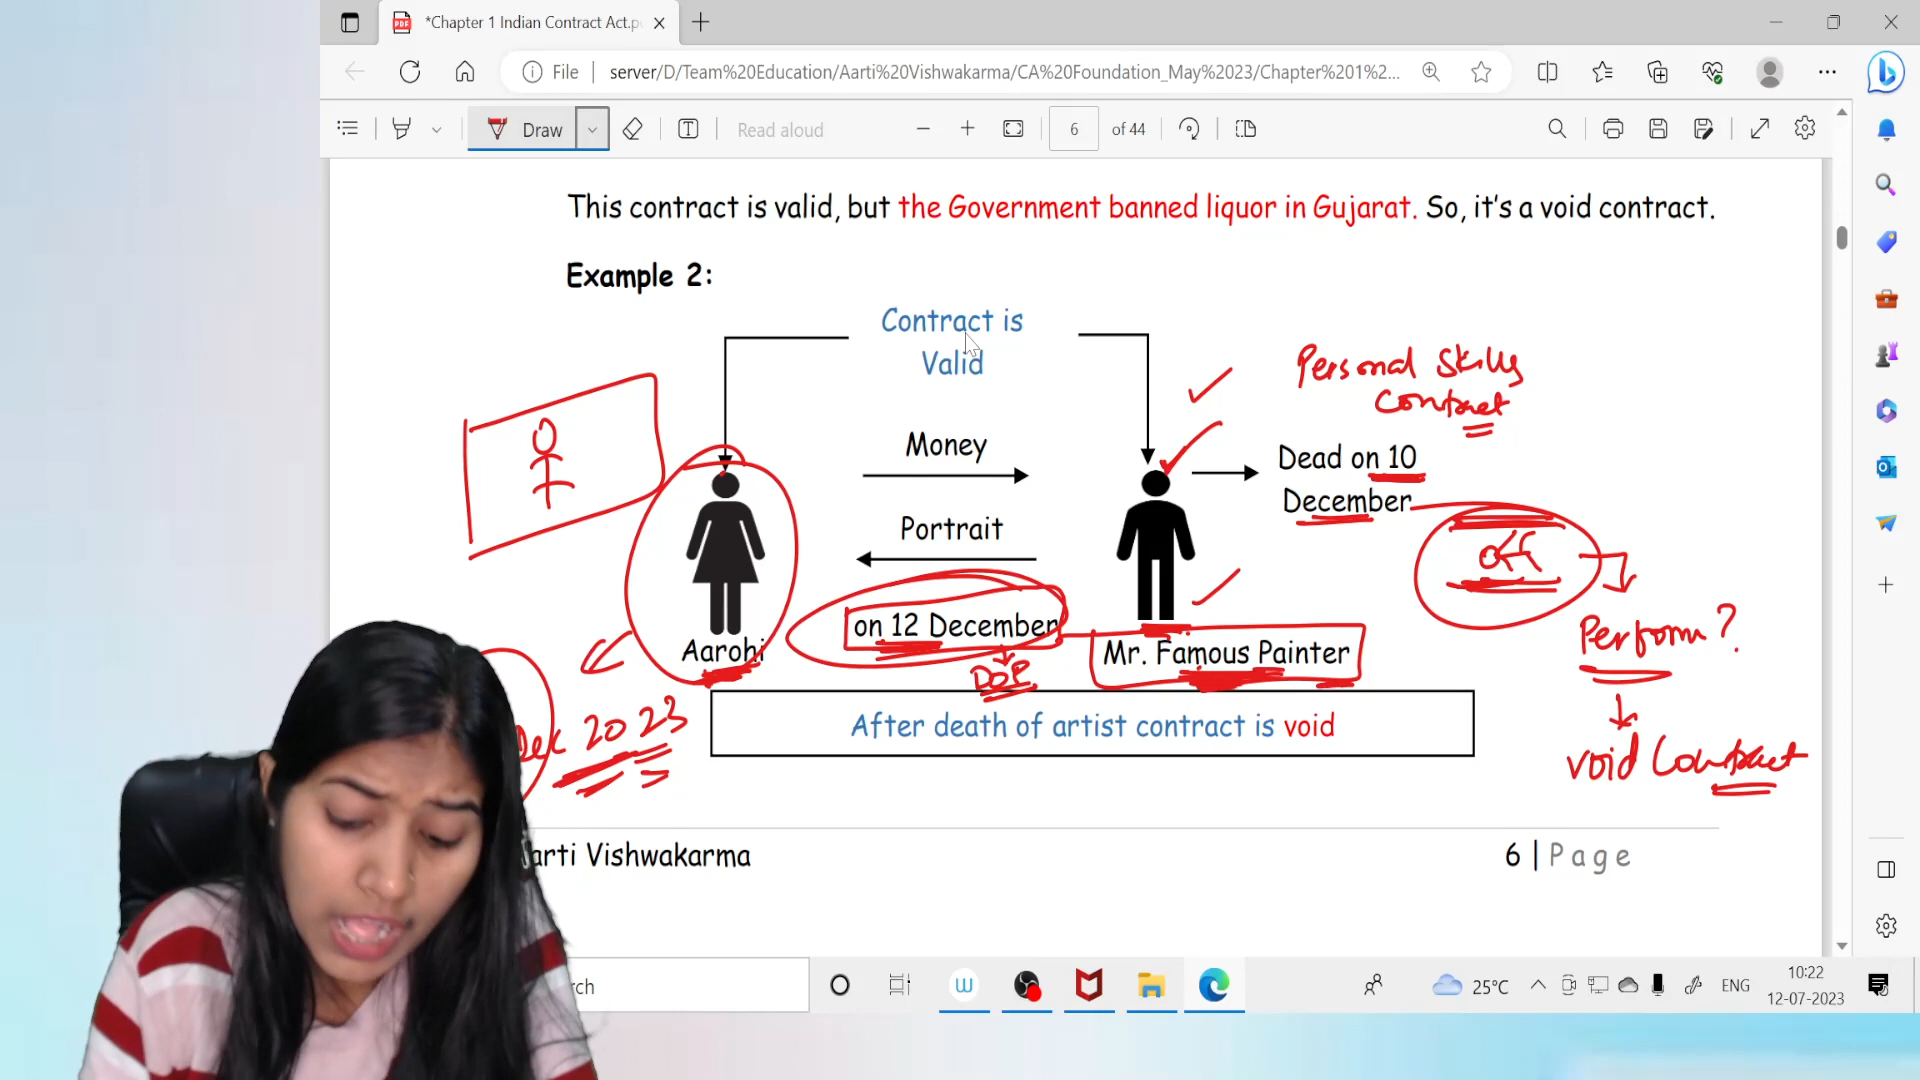 *Chapter 1 Indian Contract Act.p
File
server/D/Team%20Education/Aarti%20Vishwakarma/CA%20Foundation_May%2023/Chapter%201%2...
Draw
Read aloud
6
of 44
This contract is valid, but the Government banned liquor in Gujarat. So, it's a void contract.
Example 2:
Contract is
Valid
Personal Skills
Contract
Money
Dead on 10
December
Portrait
off
on 12 December
Perform?
Aarohi
Mr. Famous Painter
DOP
2023
After death of artist contract is void
void Contract
arti Vishwakarma
6 | Page
rch
25°C
ENG
10:22
12-07-2023